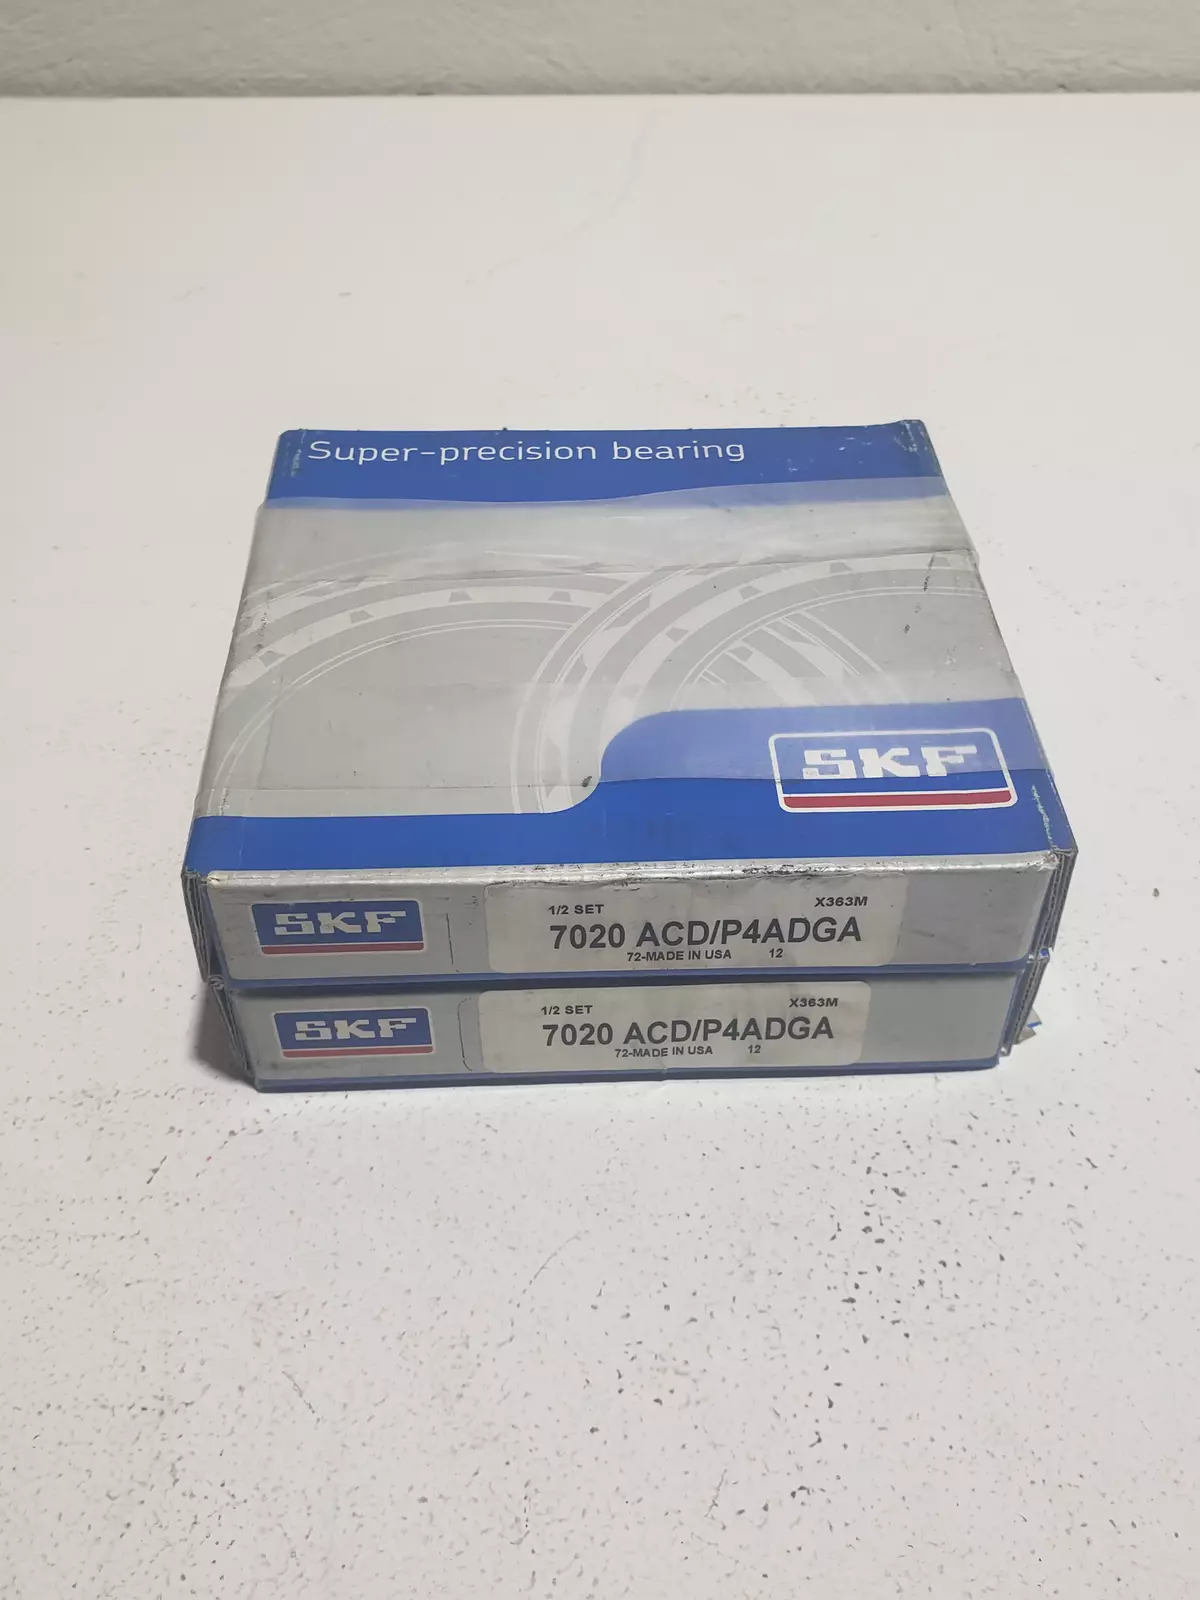 Super-precision bearing
SKF
SKF
1/2 SET X363M
7020 ACD/P4ADGA
72-MADE IN USA 12
SKF
1/2 SET X363M
7020 ACD/P4ADGA
72-MADE IN USA 12